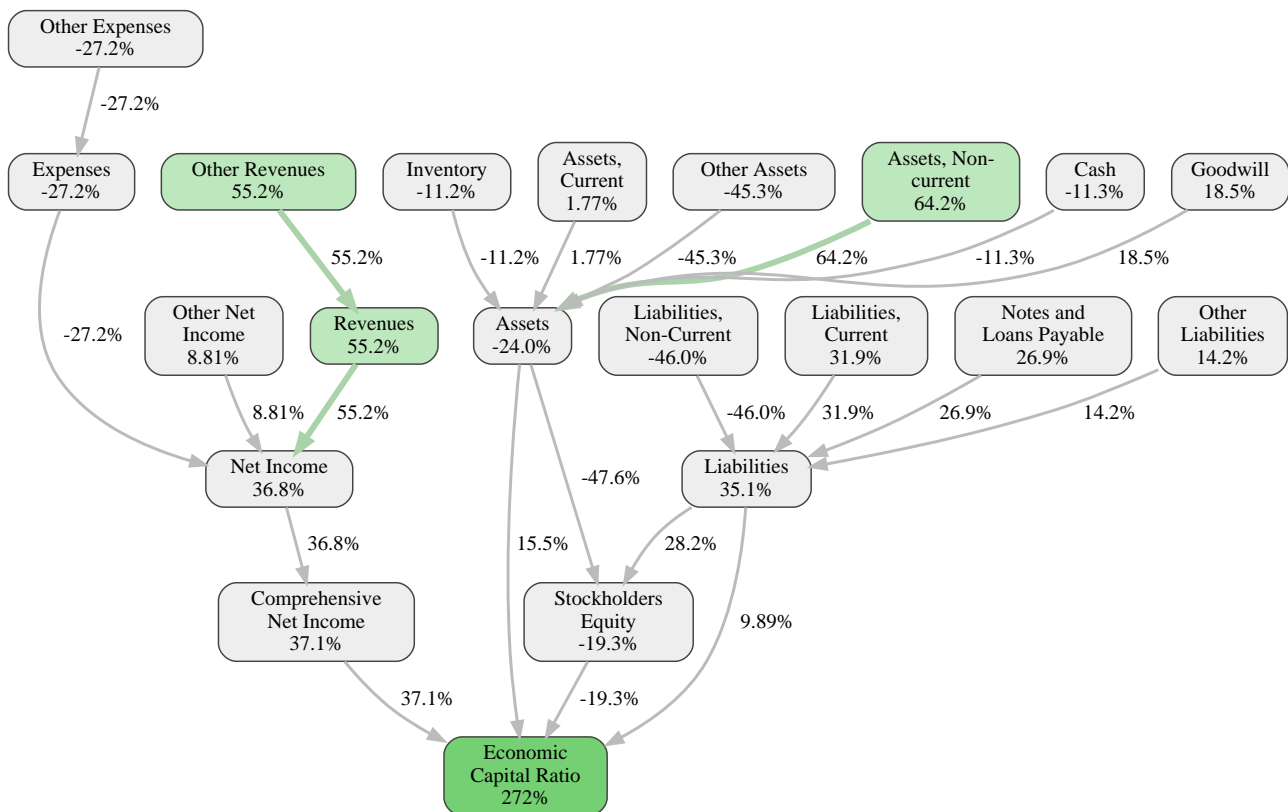 Other Expenses
-27.2%
-27.2%
Expenses
-27.2%
Other Revenues
55.2%
Inventory
-11.2%
Assets,
Current
1.77%
Other Assets
-45.3%
Assets, Non-
current
64.2%
Cash
-11.3%
Goodwill
18.5%
55.2%
-11.2%
1.77%
-45.3%
64.2%
-11.3%
18.5%
-27.2%
Other Net
Income
8.81%
Revenues
55.2%
Assets
-24.0%
Liabilities,
Non-Current
-46.0%
Liabilities,
Current
31.9%
Notes and
Loans Payable
26.9%
Other
Liabilities
14.2%
8.81%
55.2%
-46.0%
31.9%
26.9%
14.2%
Net Income
36.8%
-47.6%
Liabilities
35.1%
36.8%
15.5%
28.2%
Comprehensive
Net Income
37.1%
Stockholders
Equity
-19.3%
9.89%
37.1%
-19.3%
Economic
Capital Ratio
272%